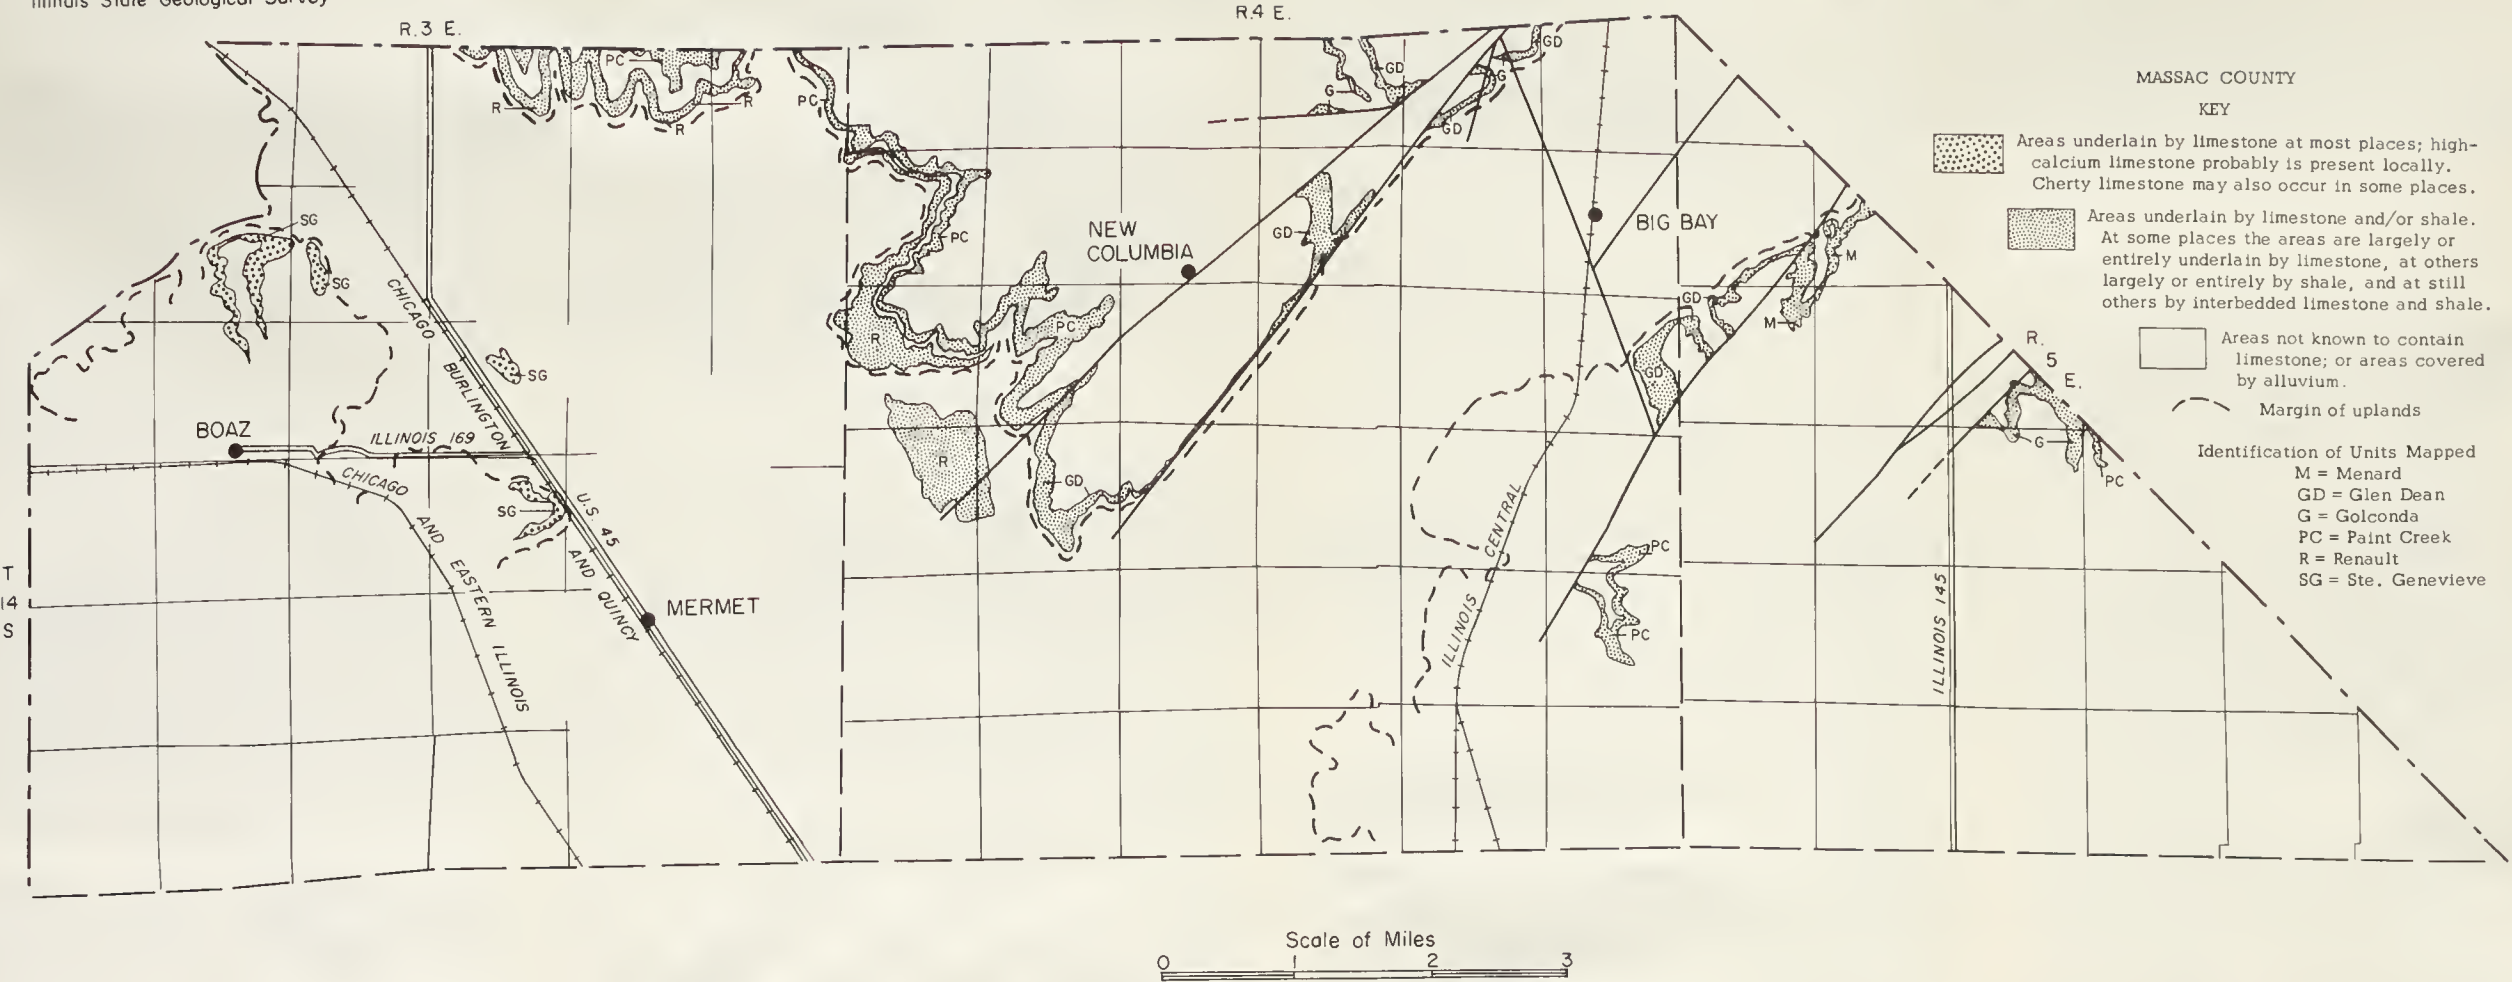 Illinois State Geological Survey
R. 3 E.
R. 4 E.
MASSAC COUNTY
KEY
Areas underlain by limestone at most places; high-
calcium limestone probably is present locally.
Cherty limestone may also occur in some places.
Areas underlain by limestone and/or shale.
At some places the areas are largely or
entirely underlain by limestone, at others
largely or entirely by shale, and at still
others by interbedded limestone and shale.
Areas not known to contain
limestone; or areas covered
by alluvium.
Margin of uplands
Identification of Units Mapped
M = Menard
GD = Glen Dean
G = Golconda
PC = Paint Creek
R = Renault
SG = Ste. Genevieve
PC
R
R
R
PC
G
GD
G
GD
GD
SG
SG
PC
NEW
COLUMBIA
GD
BIG BAY
M
GD
M
CHICAGO
BURLINGTON
AND QUINCY
U.S. 45
SG
R
PC
GD
R.
5
E.
BOAZ
ILLINOIS 169
CHICAGO
AND
EASTERN
ILLINOIS
SG
R
GD
G
PC
ILLINOIS CENTRAL
PC
PC
MERMET
T
14
S
ILLINOIS 145
Scale of Miles
0 1 2 3